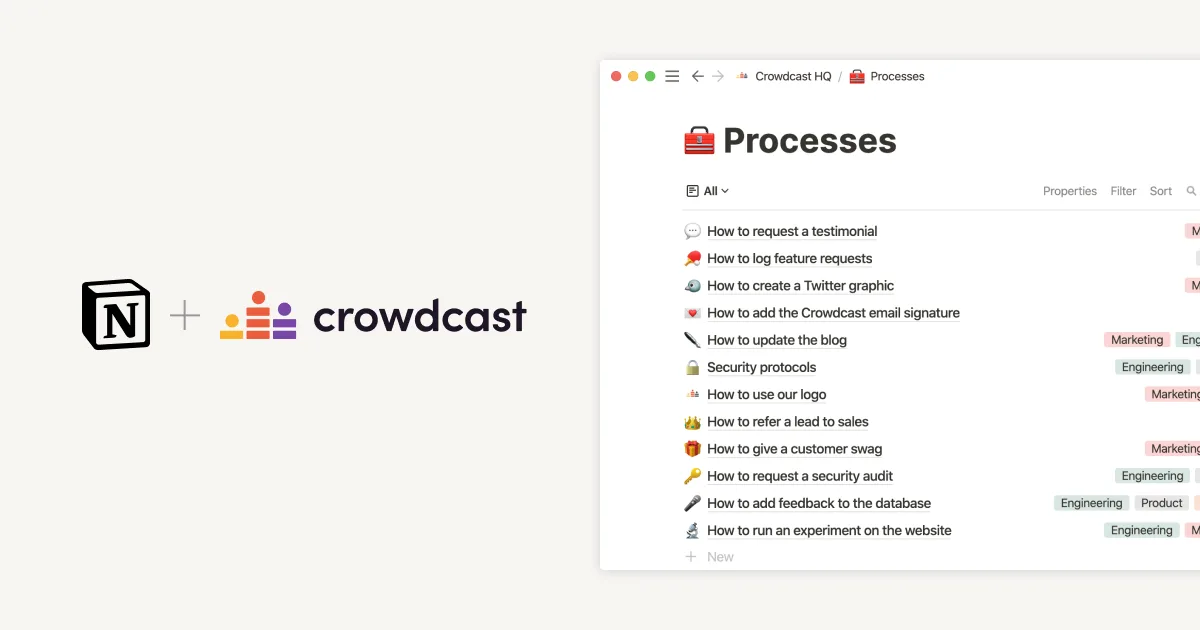 N + crowdcast
Crowdcast HQ / Processes
Processes
All Properties Filter Sort
How to request a testimonial M
How to log feature requests
How to create a Twitter graphic M
How to add the Crowdcast email signature
How to update the blog Marketing Eng
Security protocols Engineering
How to use our logo Marketing
How to refer a lead to sales
How to give a customer swag Marketing
How to request a security audit Engineering
How to add feedback to the database Engineering Product
How to run an experiment on the website Engineering M
+ New